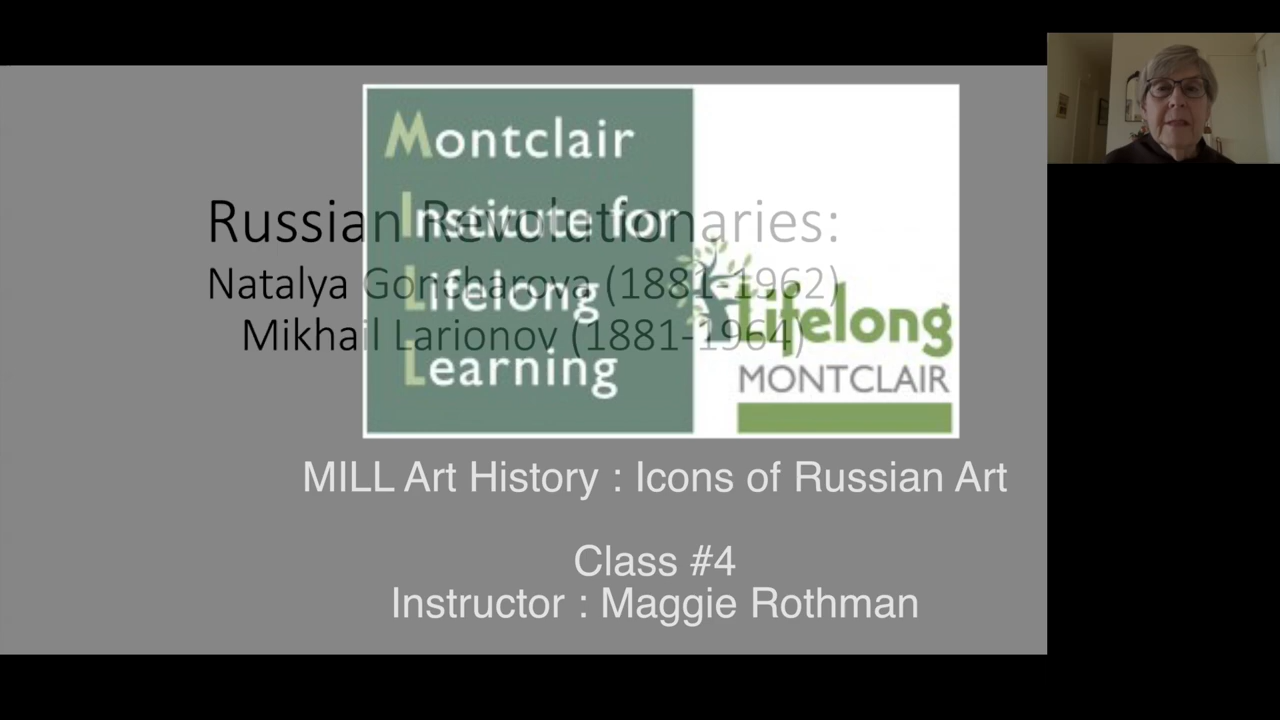 Montclair
Institute for
Lifelong
Learning
Lifelong
MONTCLAIR
Russian Revolutionaries:
Natalya Goncharova (1881-1962)
Mikhail Larionov (1881-1964)
MILL Art History : Icons of Russian Art
Class #4
Instructor : Maggie Rothman